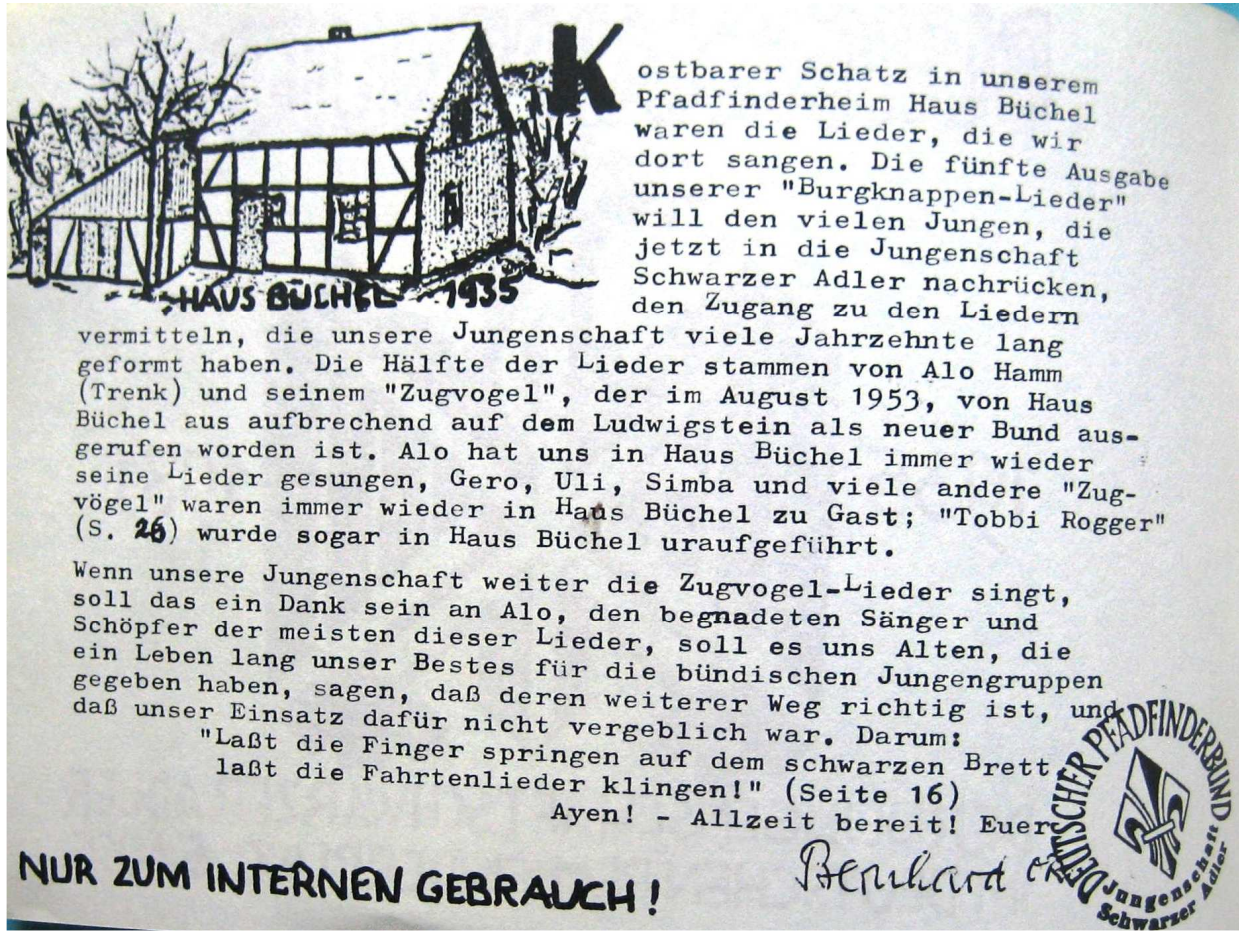 Kostbarer Schatz in unserem
Pfadfinderheim Haus Büchel
waren die Lieder, die wir
dort sangen. Die fünfte Ausgabe
unserer "Burgknappen-Lieder"
will den vielen Jungen, die
jetzt in die Jungenschaft
Schwarzer Adler nachrücken,
den Zugang zu den Liedern
HAUS BÜCHEL 1935
vermitteln, die unsere Jungenschaft viele Jahrzehnte lang
geformt haben. Die Hälfte der Lieder stammen von Alo Hamm
(Trenk) und seinem "Zugvogel", der im August 1953, von Haus
Büchel aus aufbrechend auf dem Ludwigstein als neuer Bund aus-
gerufen worden ist. Alo hat uns in Haus Büchel immer wieder
seine Lieder gesungen, Gero, Uli, Simba und viele andere "Zug-
vögel" waren immer wieder in Haus Büchel zu Gast; "Tobbi Rogger"
(S. 26) wurde sogar in Haus Büchel uraufgeführt.
Wenn unsere Jungenschaft weiter die Zugvogel-Lieder singt,
soll das ein Dank sein an Alo, den begnadeten Sänger und
Schöpfer der meisten dieser Lieder, soll es uns Alten, die
ein Leben lang unser Bestes für die bündischen Jungengruppen
gegeben haben, sagen, daß deren weiterer Weg richtig ist, und
daß unser Einsatz dafür nicht vergeblich war. Darum:
"Laßt die Finger springen auf dem schwarzen Brett
laßt die Fahrtenlieder klingen!" (Seite 16)
Ayen! - Allzeit bereit! Euer
Bernhard
DEUTSCHER PFADFINDERBUND
Jungenschaft
Schwarzer Adler
NUR ZUM INTERNEN GEBRAUCH!